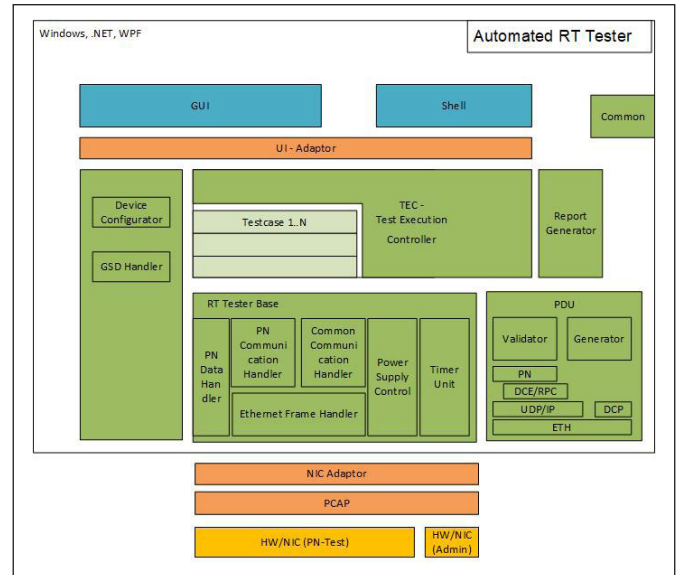 Windows, .NET, WPF
Automated RT Tester
GUI
Shell
Common
UI - Adaptor
Device
Configurator
GSD Handler
Testcase 1..N
TEC -
Test Execution
Controller
Report
Generator
RT Tester Base
PN
Data
Han
dler
PN
Communi
cation
Handler
Common
Communi
cation
Handler
Ethernet Frame Handler
Power
Supply
Control
Timer
Unit
PDU
Validator
Generator
PN
DCE/RPC
UDP/IP
DCP
ETH
NIC Adaptor
PCAP
HW/NIC (PN-Test)
HW/NIC
(Admin)